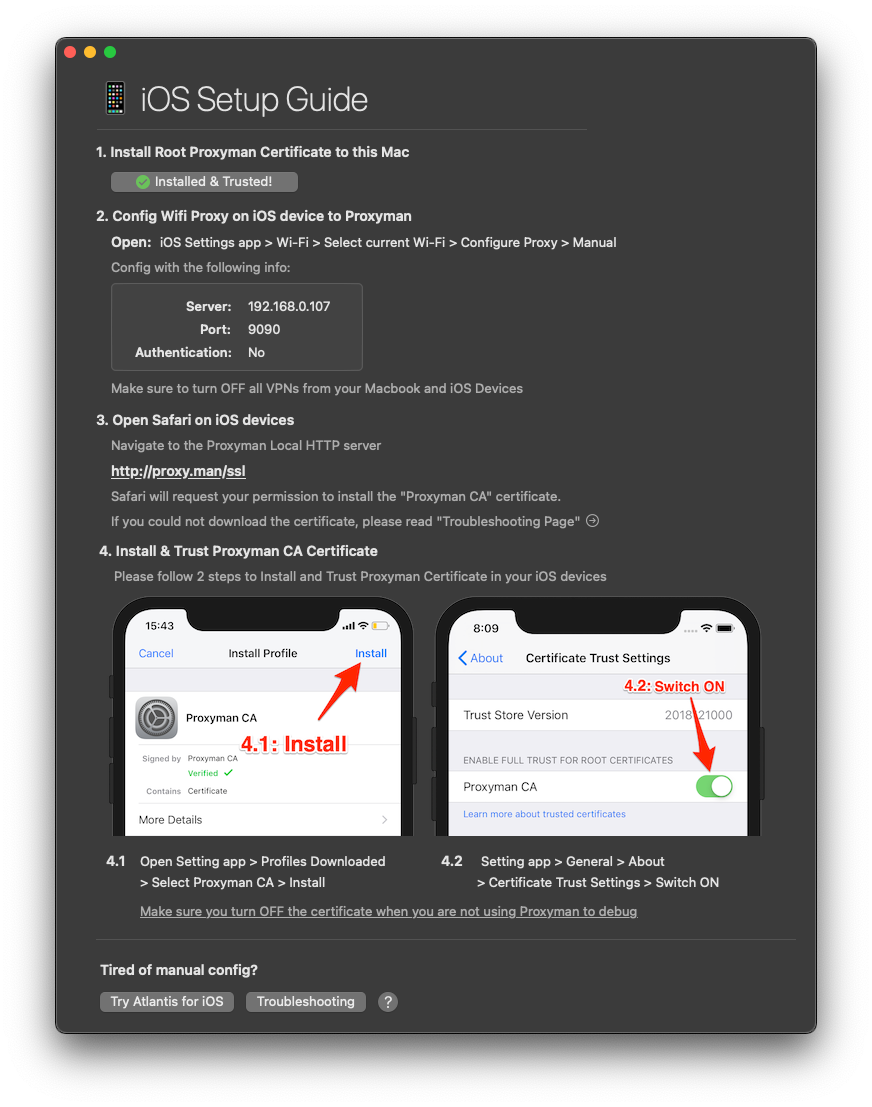 iOS Setup Guide
1. Install Root Proxyman Certificate to this Mac
Installed & Trusted!
2. Config Wifi Proxy on iOS device to Proxyman
Open: iOS Settings app > Wi-Fi > Select current Wi-Fi > Configure Proxy > Manual
Config with the following info:
Server: 192.168.0.107
Port: 9090
Authentication: No
Make sure to turn OFF all VPNs from your Macbook and iOS Devices
3. Open Safari on iOS devices
Navigate to the Proxyman Local HTTP server
http://proxy.man/ssl
Safari will request your permission to install the "Proxyman CA" certificate.
If you could not download the certificate, please read "Troubleshooting Page"
4. Install & Trust Proxyman CA Certificate
Please follow 2 steps to Install and Trust Proxyman Certificate in your iOS devices
15:43
Cancel Install Profile Install
Proxyman CA
4.1: Install
Signed by Proxyman CA
Verified
Contains Certificate
More Details
8:09
About Certificate Trust Settings
4.2: Switch ON
Trust Store Version
ENABLE FULL TRUST FOR ROOT CERTIFICATES
Proxyman CA
Learn more about trusted certificates
4.1 Open Setting app > Profiles Downloaded
> Select Proxyman CA > Install
4.2 Setting app > General > About
> Certificate Trust Settings > Switch ON
Make sure you turn OFF the certificate when you are not using Proxyman to debug
Tired of manual config?
Try Atlantis for iOS Troubleshooting ?